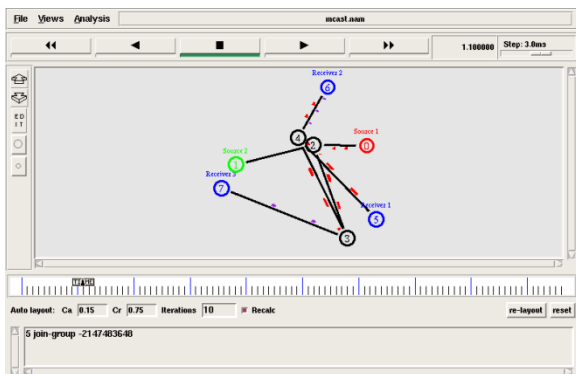 File Views Analysis mcast.nam
1.100000 Step: 3.0ms
Receiver 2
6
4
2
Source 1
0
Source 2
1
Receiver 3
7
Receiver 1
5
3
ED
IT
TIME
Auto layout: Ca 0.15 Cr 0.75 Iterations 10 Recalc re-layout reset
5 join-group -2147483648